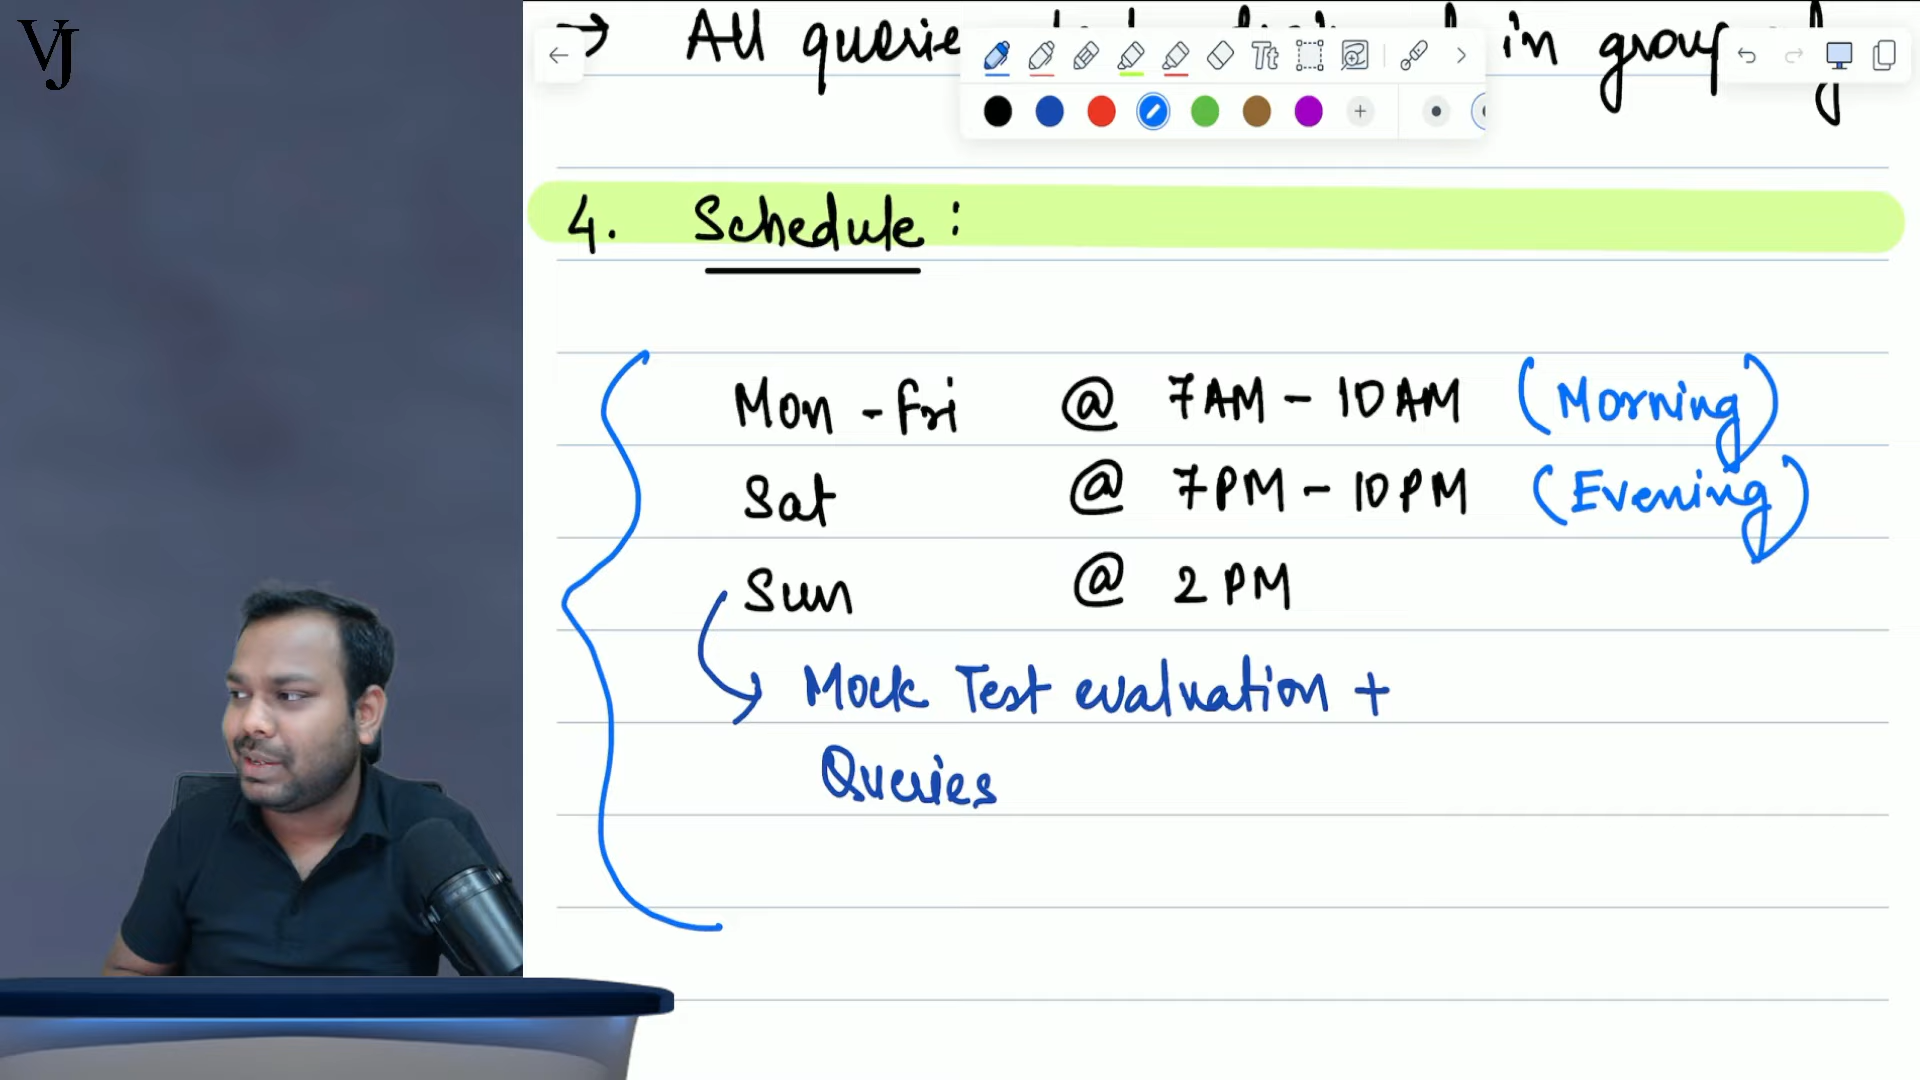 VJ
→ All querie in group
Tt
4. Schedule :
Mon - Fri @ 7AM - 10AM (Morning)
Sat @ 7PM - 10PM (Evening)
Sun @ 2 PM
→ Mock Test evaluation +
Queries